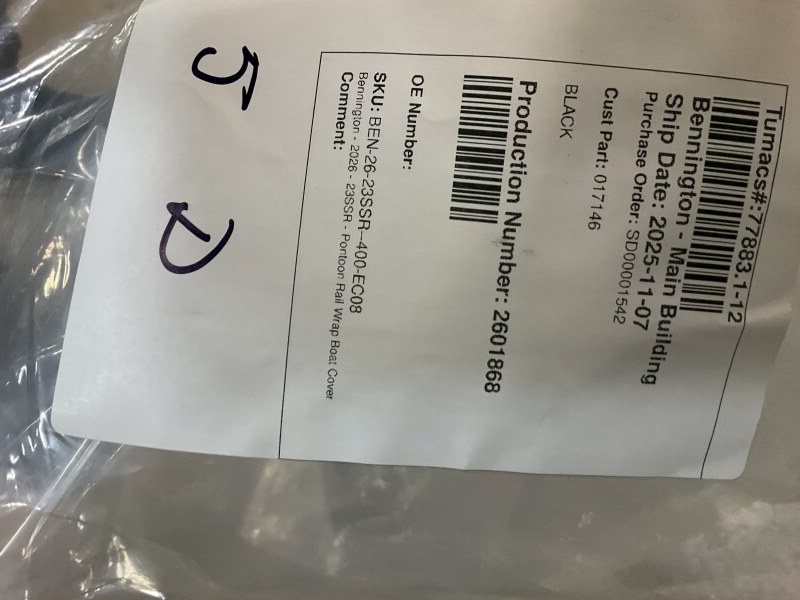 Tumacs#:77883.1-12
Bennington - Main Building
Ship Date: 2025-11-07
Purchase Order: SD00001542
Cust Part: 017146
BLACK
Production Number: 2601868
OE Number:
SKU: BEN-26-23SSR--400-EC08
Bennington - 2026 - 23SSR - Pontoon Rail Wrap Boat Cover
Comment:
5 D